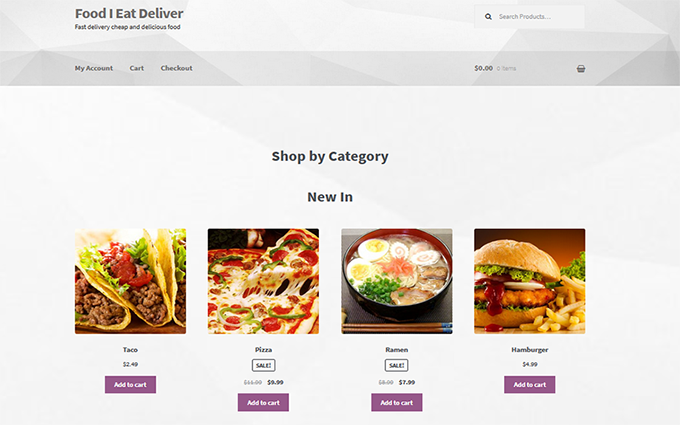 Food I Eat Deliver
Fast delivery cheap and delicious food
Search Products…
My Account Cart Checkout
$0.00 0 items
Shop by Category
New In
Taco
$2.49
Add to cart
Pizza
SALE!
$11.99 $9.99
Add to cart
Ramen
SALE!
$8.99 $7.99
Add to cart
Hamburger
$4.99
Add to cart